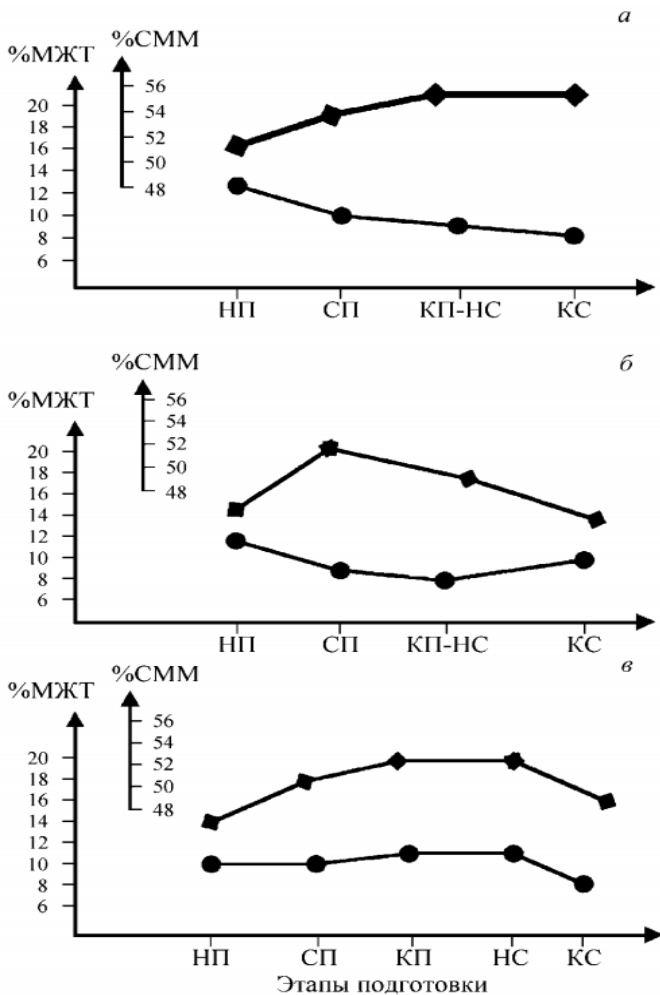 а
%МЖТ %СММ
56
20 54
18 52
16 50
14 48
12
10
8
6
НП СП КП-НС КС
б
%СММ
%МЖТ 56
54
20 52
18 50
16 48
14
12
10
8
6
НП СП КП-НС КС
в
%МЖТ %СММ
56
20 54
18 52
16 50
14 48
12
10
8
6
НП СП КП НС КС
Этапы подготовки